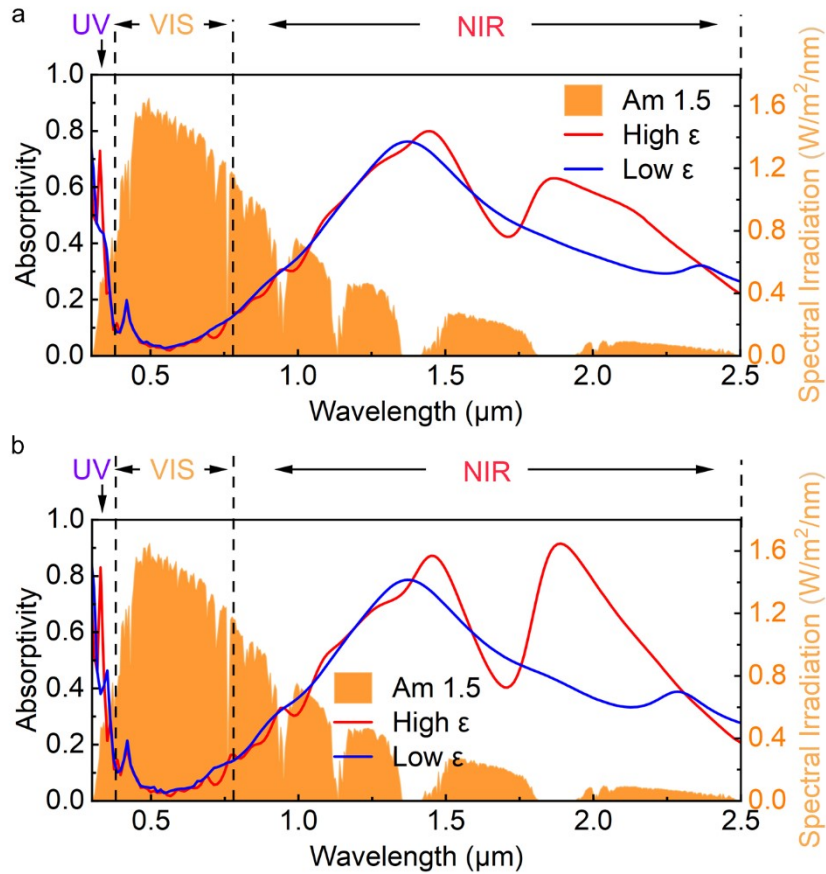 a
UV VIS NIR
1.0
0.8
0.6
0.4
0.2
0.0
Absorptivity
Am 1.5
High ε
Low ε
1.6
1.2
0.8
0.4
0.0
Spectral Irradiation (W/m²/nm)
0.5 1.0 1.5 2.0 2.5
Wavelength (μm)
b
UV VIS NIR
1.0
0.8
0.6
0.4
0.2
0.0
Absorptivity
Am 1.5
High ε
Low ε
1.6
1.2
0.8
0.4
0.0
Spectral Irradiation (W/m²/nm)
0.5 1.0 1.5 2.0 2.5
Wavelength (μm)